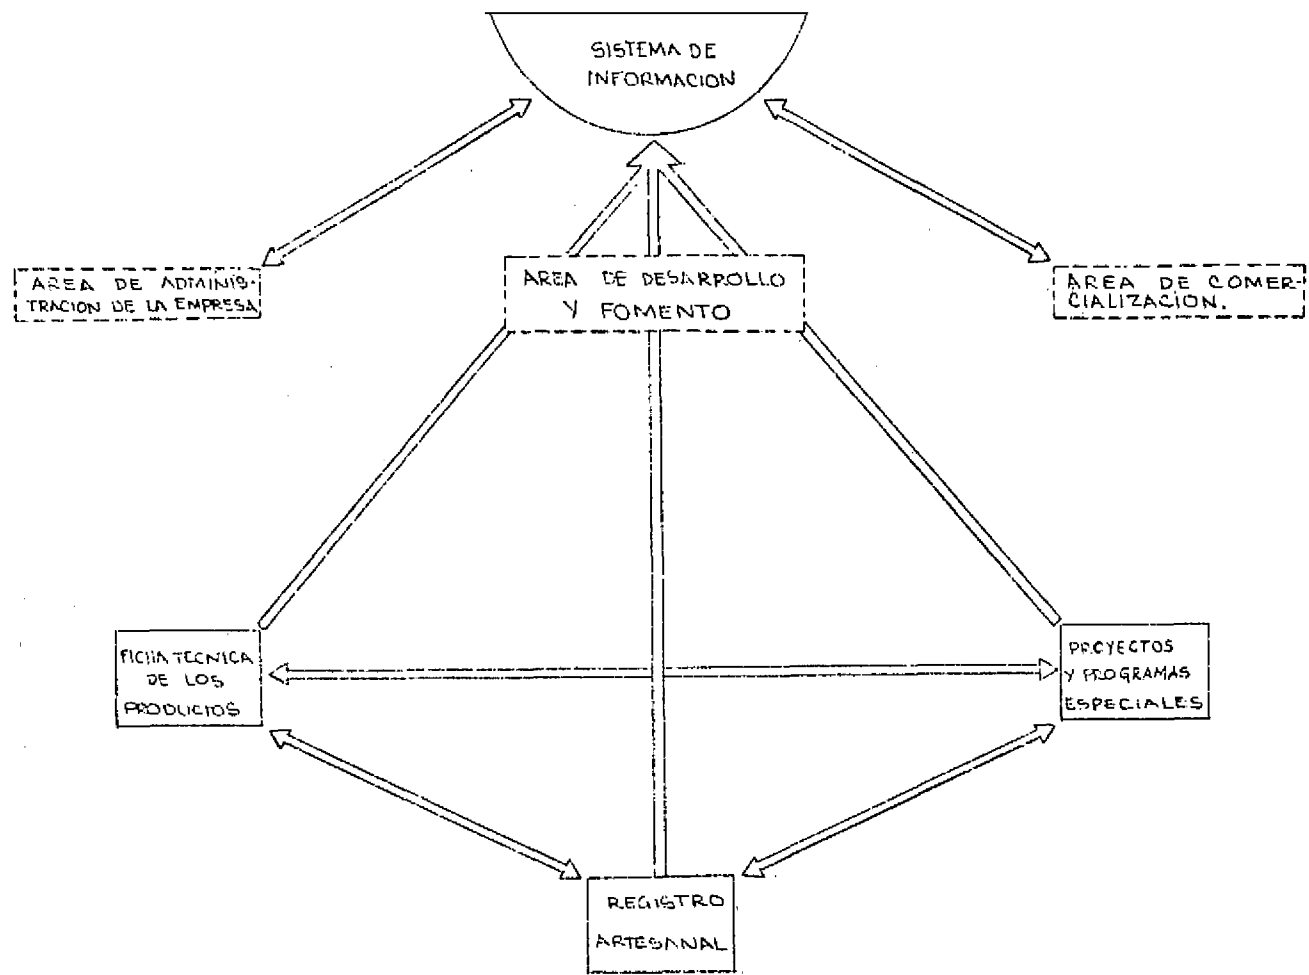 SISTEMA DE
INFORMACION
AREA DE ADMINIS-
TRACION DE LA EMPRESA
AREA DE DESARROLLO
Y FOMENTO
AREA DE COMER-
CIALIZACION.
FICHA TECNICA
DE LOS
PRODUCTOS
PROYECTOS
Y PROGRAMAS
ESPECIALES
REGISTRO
ARTESANAL